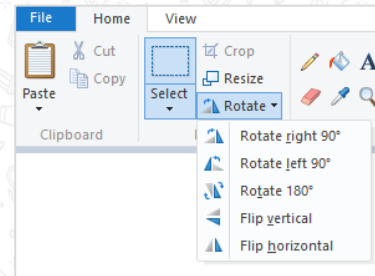 File Home View
Cut
Copy
Paste
Clipboard
Select
Crop
Resize
Rotate
A
Rotate right 90°
Rotate left 90°
Rotate 180°
Flip vertical
Flip horizontal